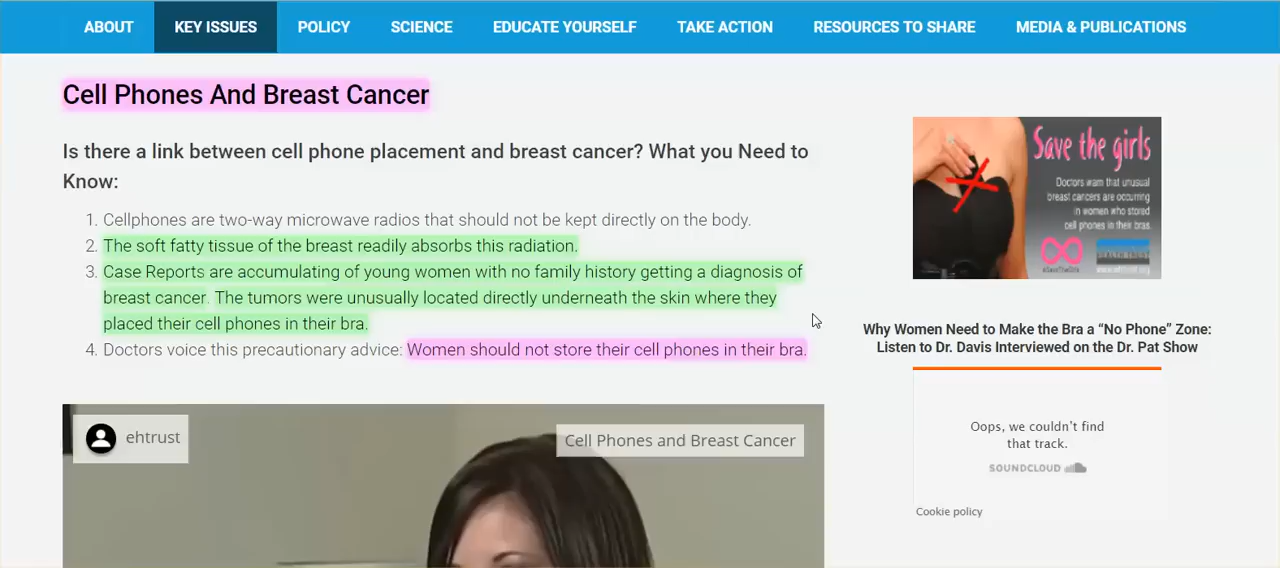 ABOUT KEY ISSUES POLICY SCIENCE EDUCATE YOURSELF TAKE ACTION RESOURCES TO SHARE MEDIA & PUBLICATIONS
Cell Phones And Breast Cancer
Is there a link between cell phone placement and breast cancer? What you Need to
Know:
1. Cellphones are two-way microwave radios that should not be kept directly on the body.
2. The soft fatty tissue of the breast readily absorbs this radiation.
3. Case Reports are accumulating of young women with no family history getting a diagnosis of
breast cancer. The tumors were unusually located directly underneath the skin where they
placed their cell phones in their bra.
4. Doctors voice this precautionary advice: Women should not store their cell phones in their bra.
ehtrust
Cell Phones and Breast Cancer
Save the girls
Doctors warn that unusual
breast cancers are occurring
in women who stored
cell phones in their bras.
HEALTH TRUST
Why Women Need to Make the Bra a “No Phone” Zone:
Listen to Dr. Davis Interviewed on the Dr. Pat Show
Oops, we couldn't find
that track.
SOUNDCLOUD
Cookie policy